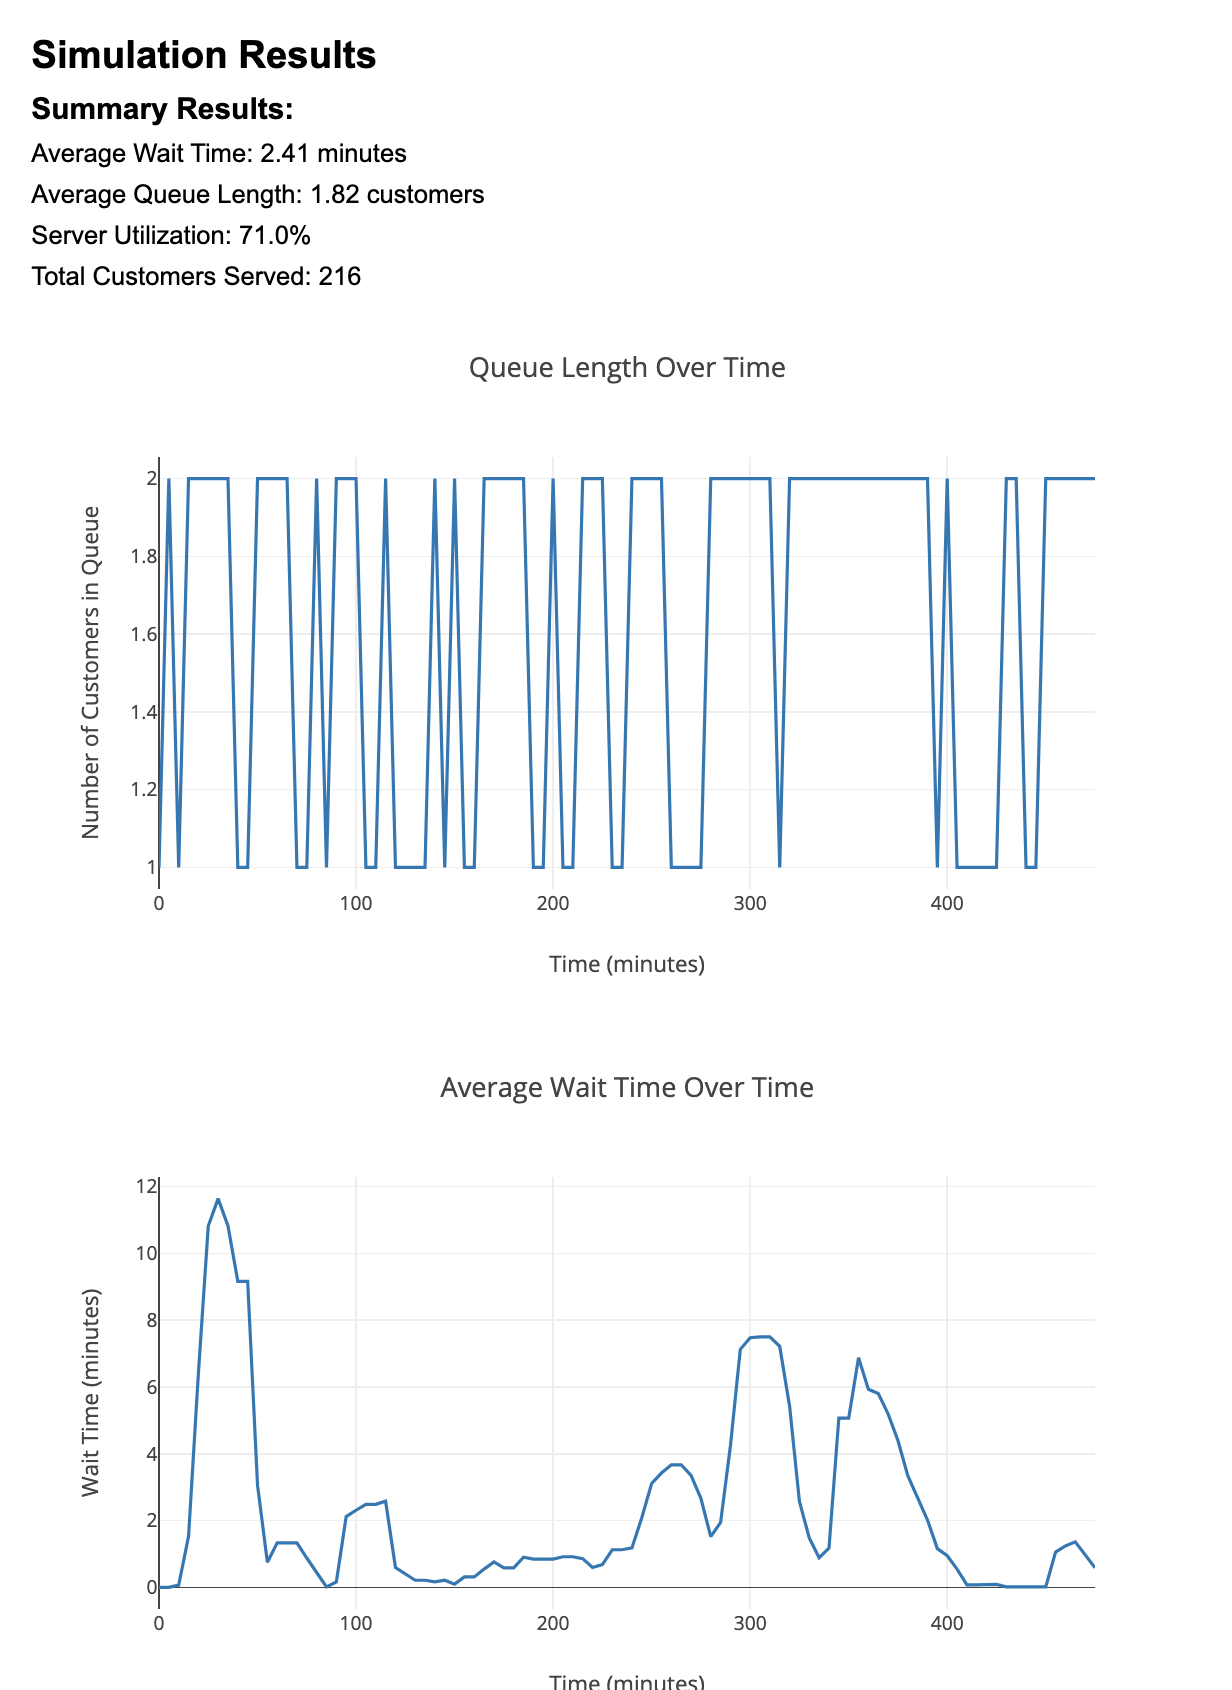 Simulation Results
Summary Results:
Average Wait Time: 2.41 minutes
Average Queue Length: 1.82 customers
Server Utilization: 71.0%
Total Customers Served: 216
Queue Length Over Time
Number of Customers in Queue
2
1.8
1.6
1.4
1.2
1
0 100 200 300 400
Time (minutes)
Average Wait Time Over Time
Wait Time (minutes)
12
10
8
6
4
2
0
0 100 200 300 400
Time (minutes)